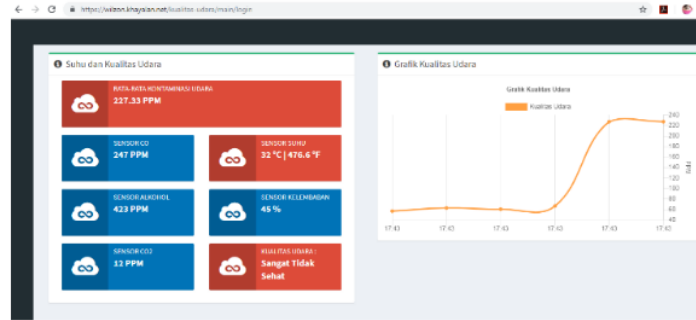 https://wilzon.khayalan.net/kualitas-udara/main/login
Suhu dan Kualitas Udara
RATA-RATA KONTAMINASI UDARA
227.33 PPM
SENSOR CO
247 PPM
SENSOR SUHU
32 °C | 476.6 °F
SENSOR ALKOHOL
423 PPM
SENSOR KELEMBABAN
45 %
SENSOR CO2
12 PPM
KUALITAS UDARA :
Sangat Tidak
Sehat
Grafik Kualitas Udara
Grafik Kualitas Udara
Kualitas Udara
240
220
180
160
140
120
100
80
60
40
17:43
17:43
17:43
17:43
17:43
17:43